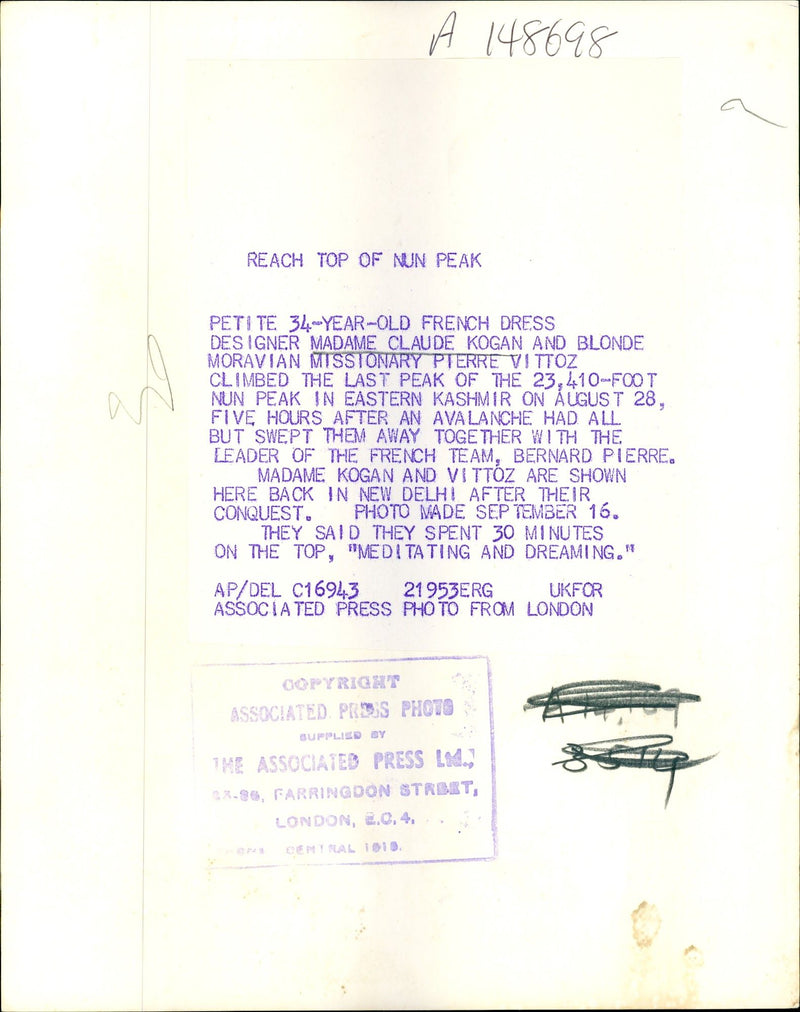 A 148698
REACH TOP OF NUN PEAK
PETITE 34-YEAR-OLD FRENCH DRESS
DESIGNER MADAME CLAUDE KOGAN AND BLONDE
MORAVIAN MISSIONARY PIERRE VITTOZ
CLIMBED THE LAST PEAK OF THE 23,410-FOOT
NUN PEAK IN EASTERN KASHMIR ON AUGUST 28,
FIVE HOURS AFTER AN AVALANCHE HAD ALL
BUT SWEPT THEM AWAY TOGETHER WITH THE
LEADER OF THE FRENCH TEAM, BERNARD PIERRE.
MADAME KOGAN AND VITTOZ ARE SHOWN
HERE BACK IN NEW DELHI AFTER THEIR
CONQUEST. PHOTO MADE SEPTEMBER 16.
THEY SAID THEY SPENT 30 MINUTES
ON THE TOP, "MEDITATING AND DREAMING."
AP/DEL C16943 21953ERG UKFOR
ASSOCIATED PRESS PHOTO FROM LONDON
COPYRIGHT
ASSOCIATED PRESS PHOTO
SUPPLIED BY
THE ASSOCIATED PRESS Ltd.,
FARRINGDON STREET,
LONDON, E.C.4.
CENTRAL 1515.